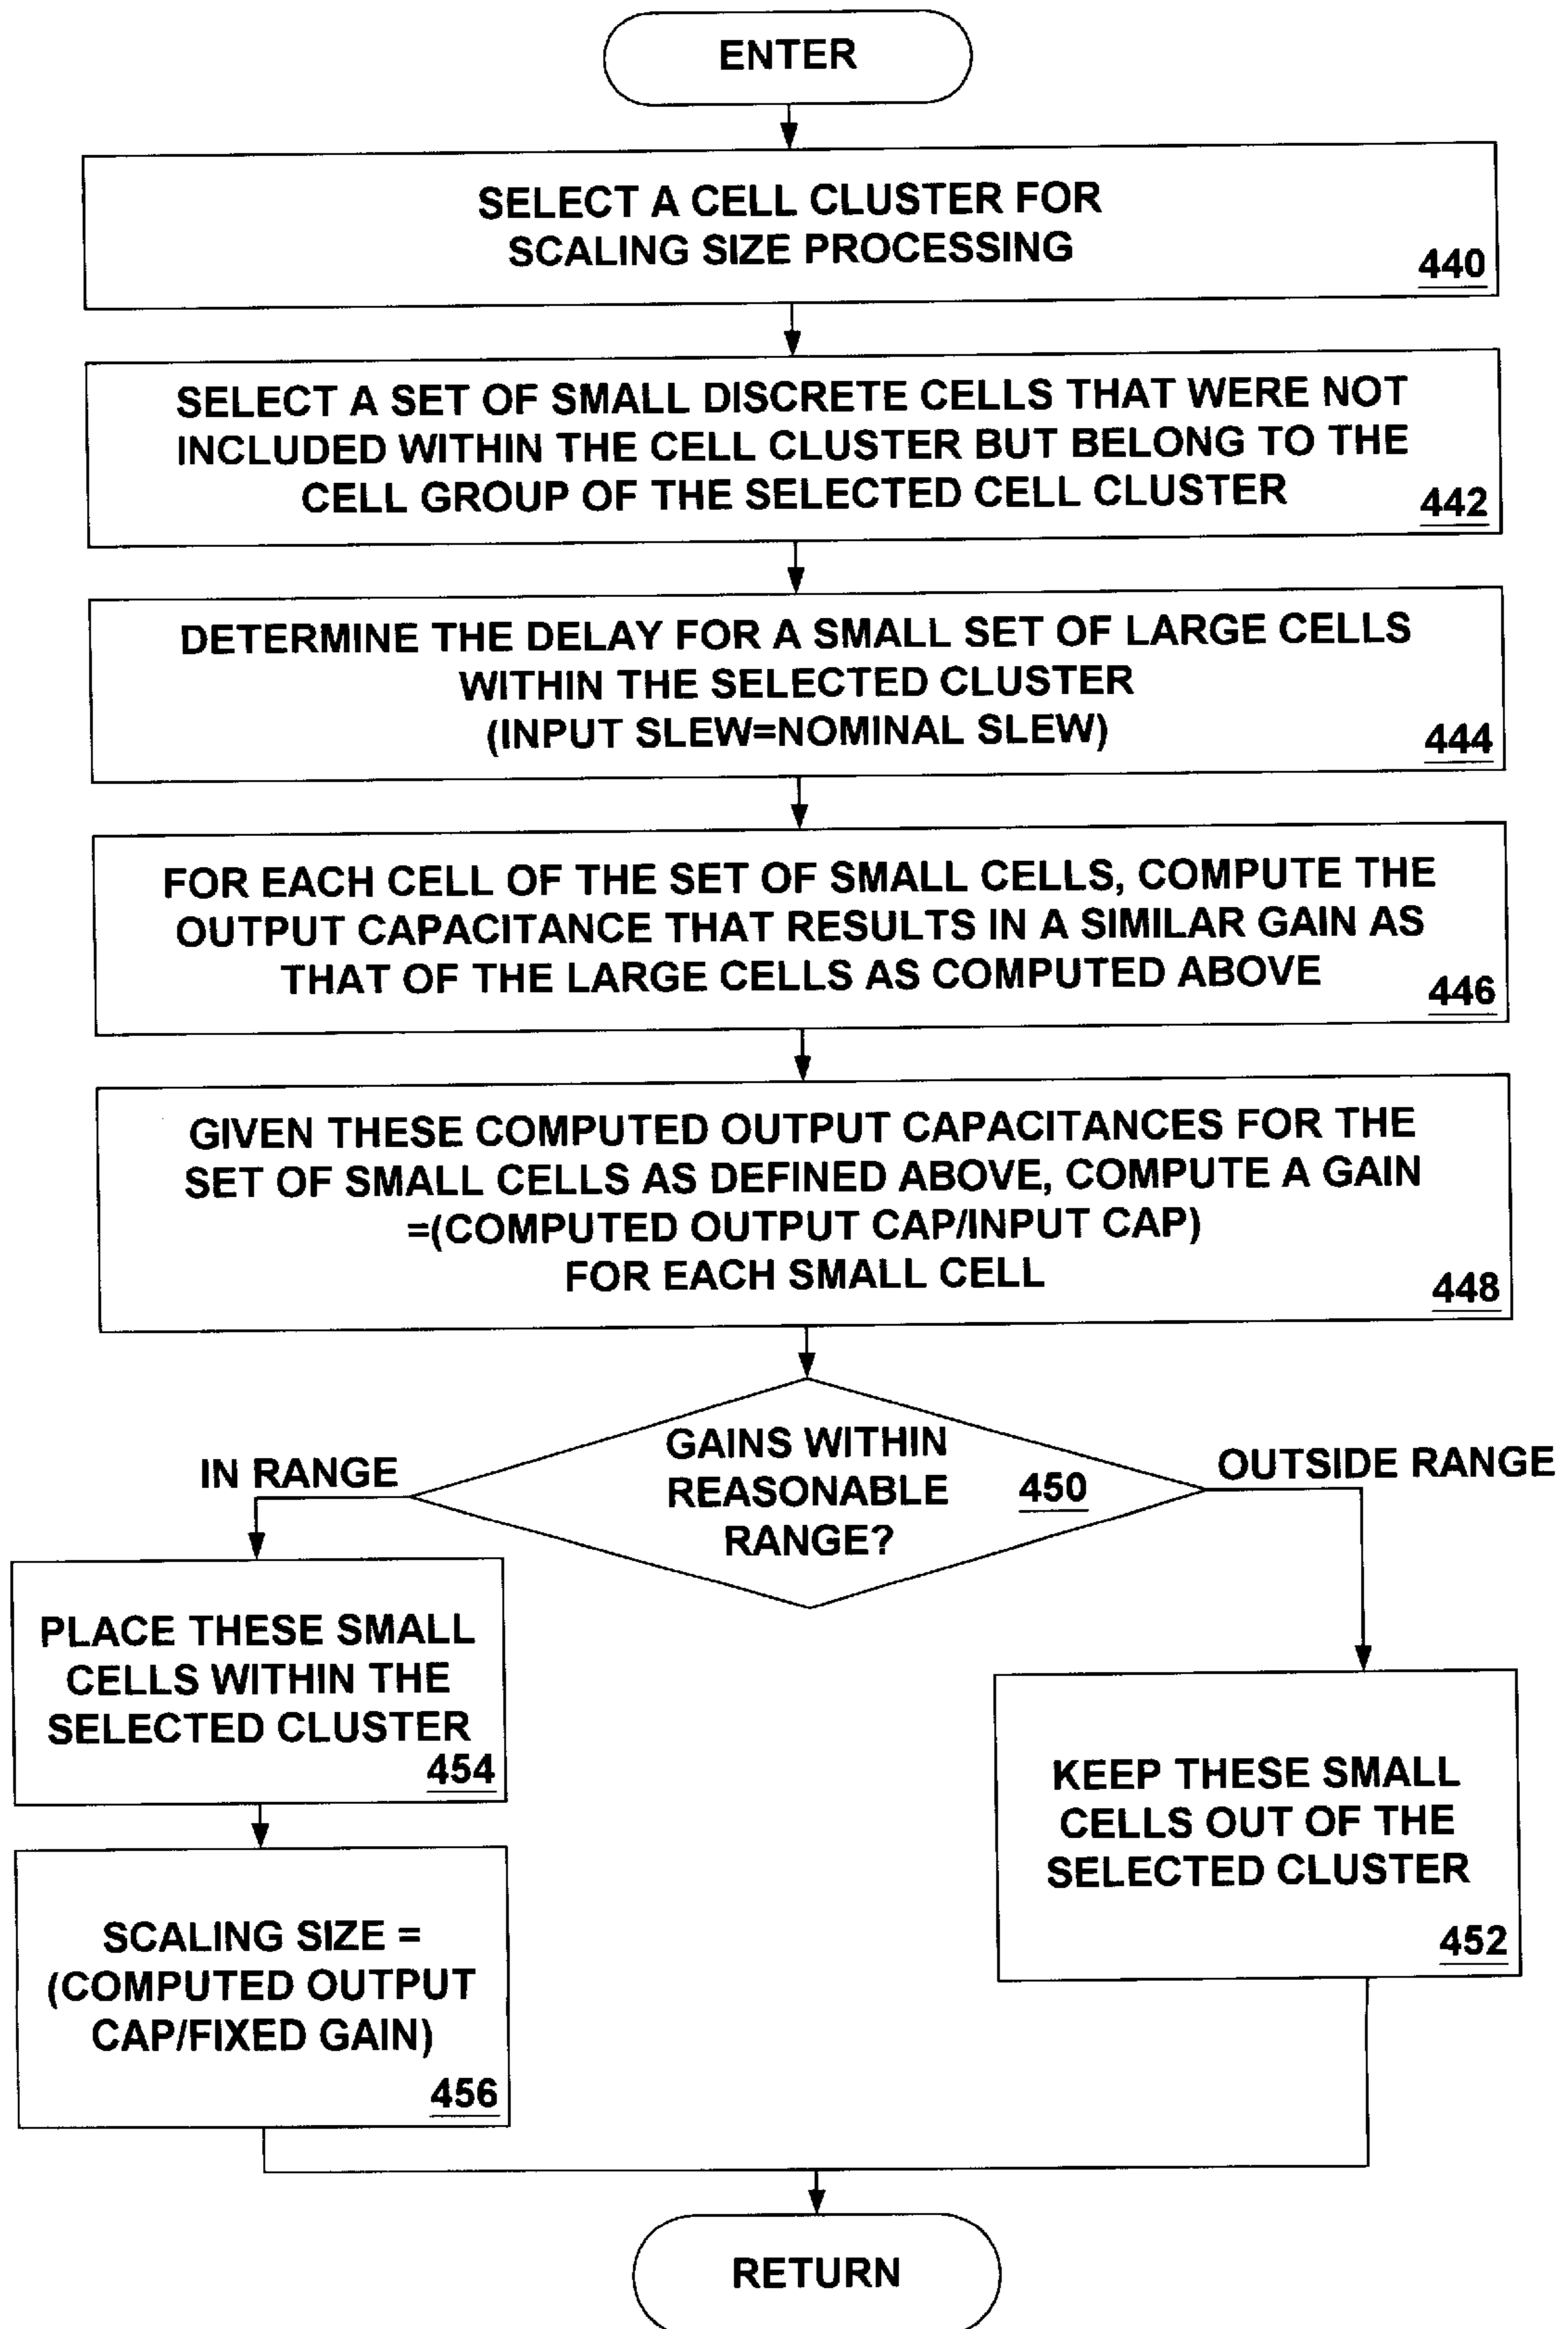 ENTER
SELECT A CELL CLUSTER FOR
SCALING SIZE PROCESSING
440
SELECT A SET OF SMALL DISCRETE CELLS THAT WERE NOT
INCLUDED WITHIN THE CELL CLUSTER BUT BELONG TO THE
CELL GROUP OF THE SELECTED CELL CLUSTER
442
DETERMINE THE DELAY FOR A SMALL SET OF LARGE CELLS
WITHIN THE SELECTED CLUSTER
(INPUT SLEW=NOMINAL SLEW)
444
FOR EACH CELL OF THE SET OF SMALL CELLS, COMPUTE THE
OUTPUT CAPACITANCE THAT RESULTS IN A SIMILAR GAIN AS
THAT OF THE LARGE CELLS AS COMPUTED ABOVE
446
GIVEN THESE COMPUTED OUTPUT CAPACITANCES FOR THE
SET OF SMALL CELLS AS DEFINED ABOVE, COMPUTE A GAIN
=(COMPUTED OUTPUT CAP/INPUT CAP)
FOR EACH SMALL CELL
448
GAINS WITHIN
REASONABLE
RANGE?
450
IN RANGE
OUTSIDE RANGE
PLACE THESE SMALL
CELLS WITHIN THE
SELECTED CLUSTER
454
KEEP THESE SMALL
CELLS OUT OF THE
SELECTED CLUSTER
452
SCALING SIZE =
(COMPUTED OUTPUT
CAP/FIXED GAIN)
456
RETURN